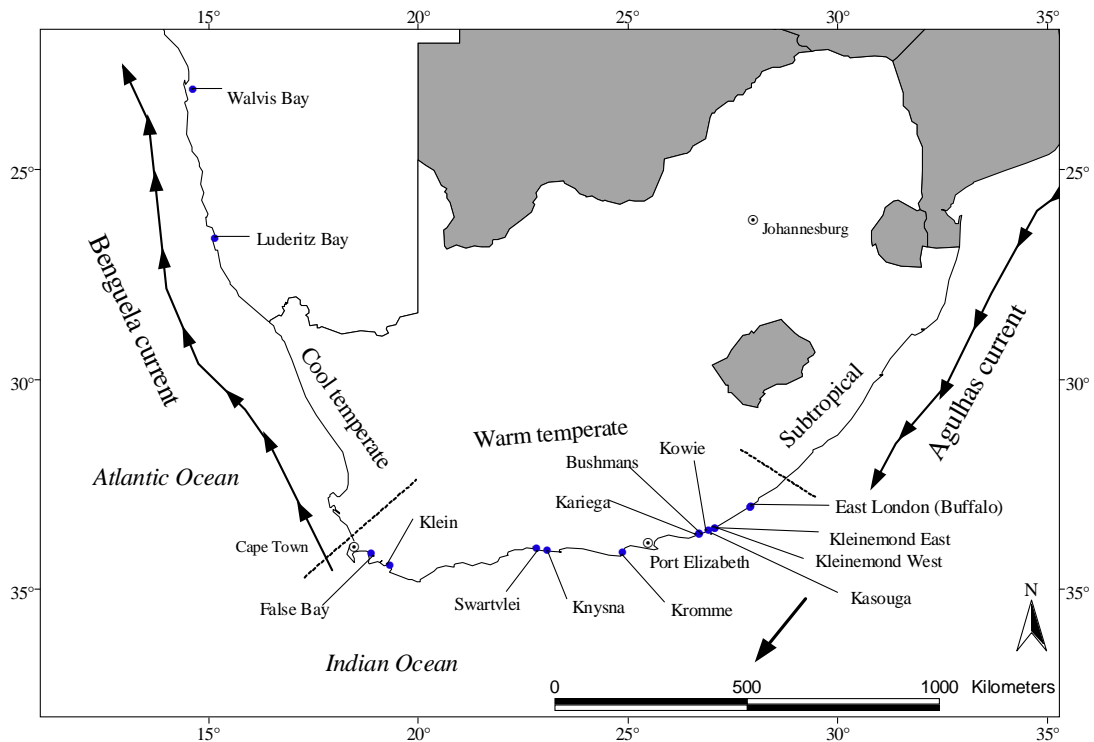 15° 20° 25° 30° 35°
Walvis Bay
25° 25°
Johannesburg
Luderitz Bay
Benguela current
Agulhas current
Cool temperate
Subtropical
30° 30°
Warm temperate
Kowie
Bushmans
Atlantic Ocean
Kariega
East London (Buffalo)
Klein
Kleinemond East
Cape Town
Port Elizabeth
Kleinemond West
35° 35°
Kasouga
False Bay
Swartvlei
Knysna
Kromme
N
Indian Ocean
0 500 1000 Kilometers
15° 20° 25° 30° 35°